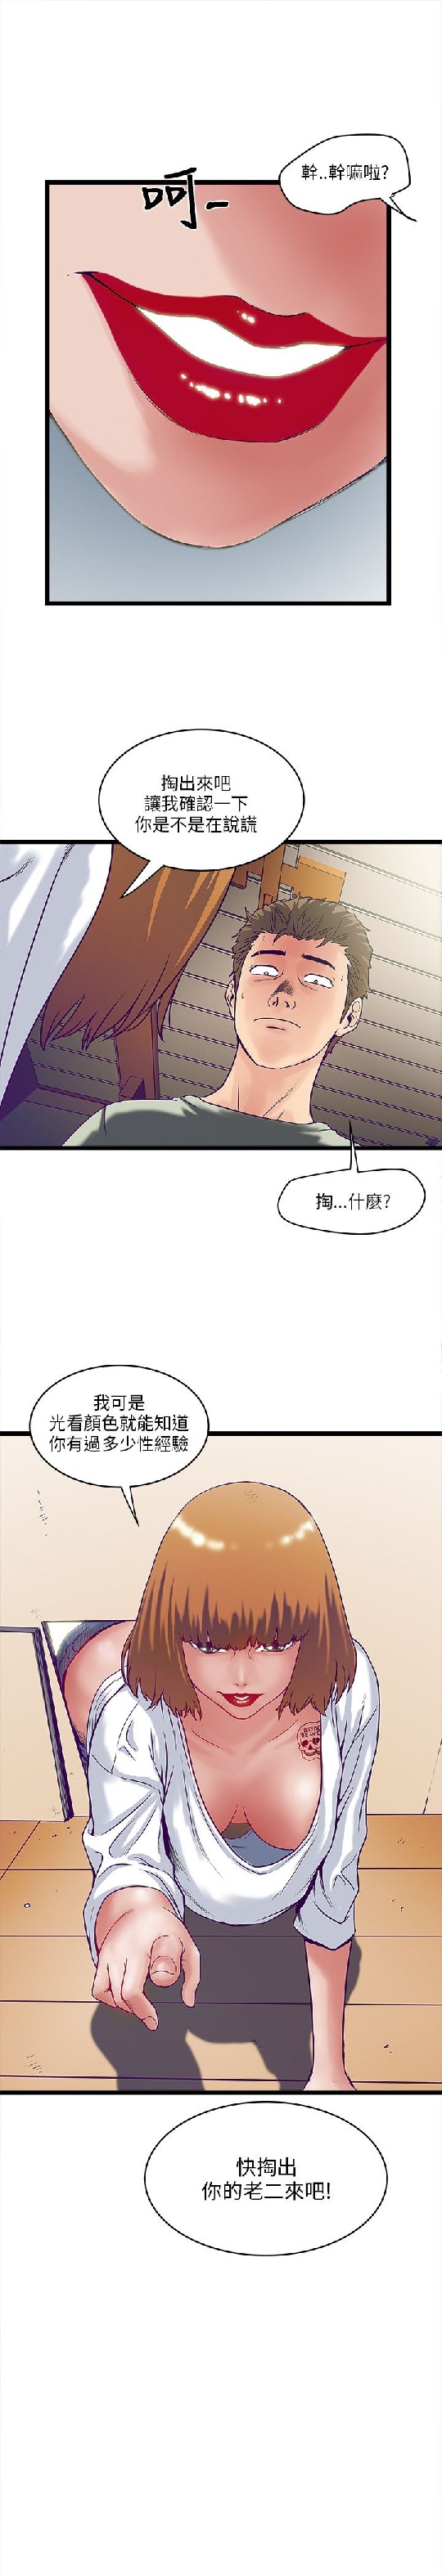 幹..幹嘛啦?
呵-
掏出來吧
讓我確認一下
你是不是在說謊
掏...什麼?
我可是
光看顏色就能知道
你有過多少性經驗
快掏出
你的老二來吧!